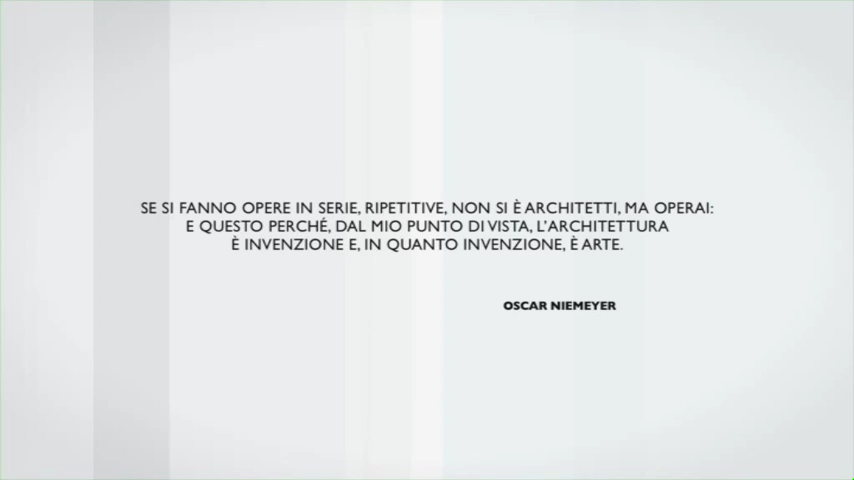 SE SI FANNO OPERE IN SERIE, RIPETITIVE, NON SI È ARCHITETTI, MA OPERAI:
E QUESTO PERCHÉ, DAL MIO PUNTO DI VISTA, L'ARCHITETTURA
È INVENZIONE E, IN QUANTO INVENZIONE, È ARTE.
OSCAR NIEMEYER